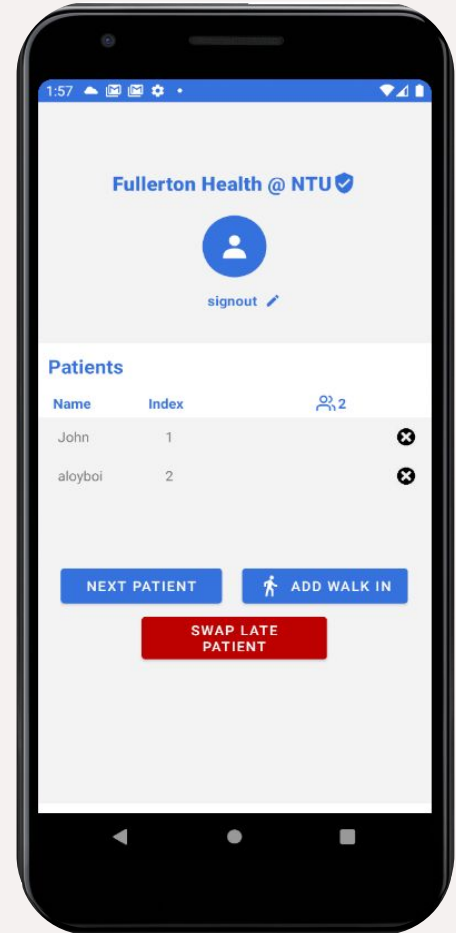 1:57
Fullerton Health @ NTU
signout
Patients
Name Index 2
John 1
aloyboi 2
NEXT PATIENT
ADD WALK IN
SWAP LATE
PATIENT